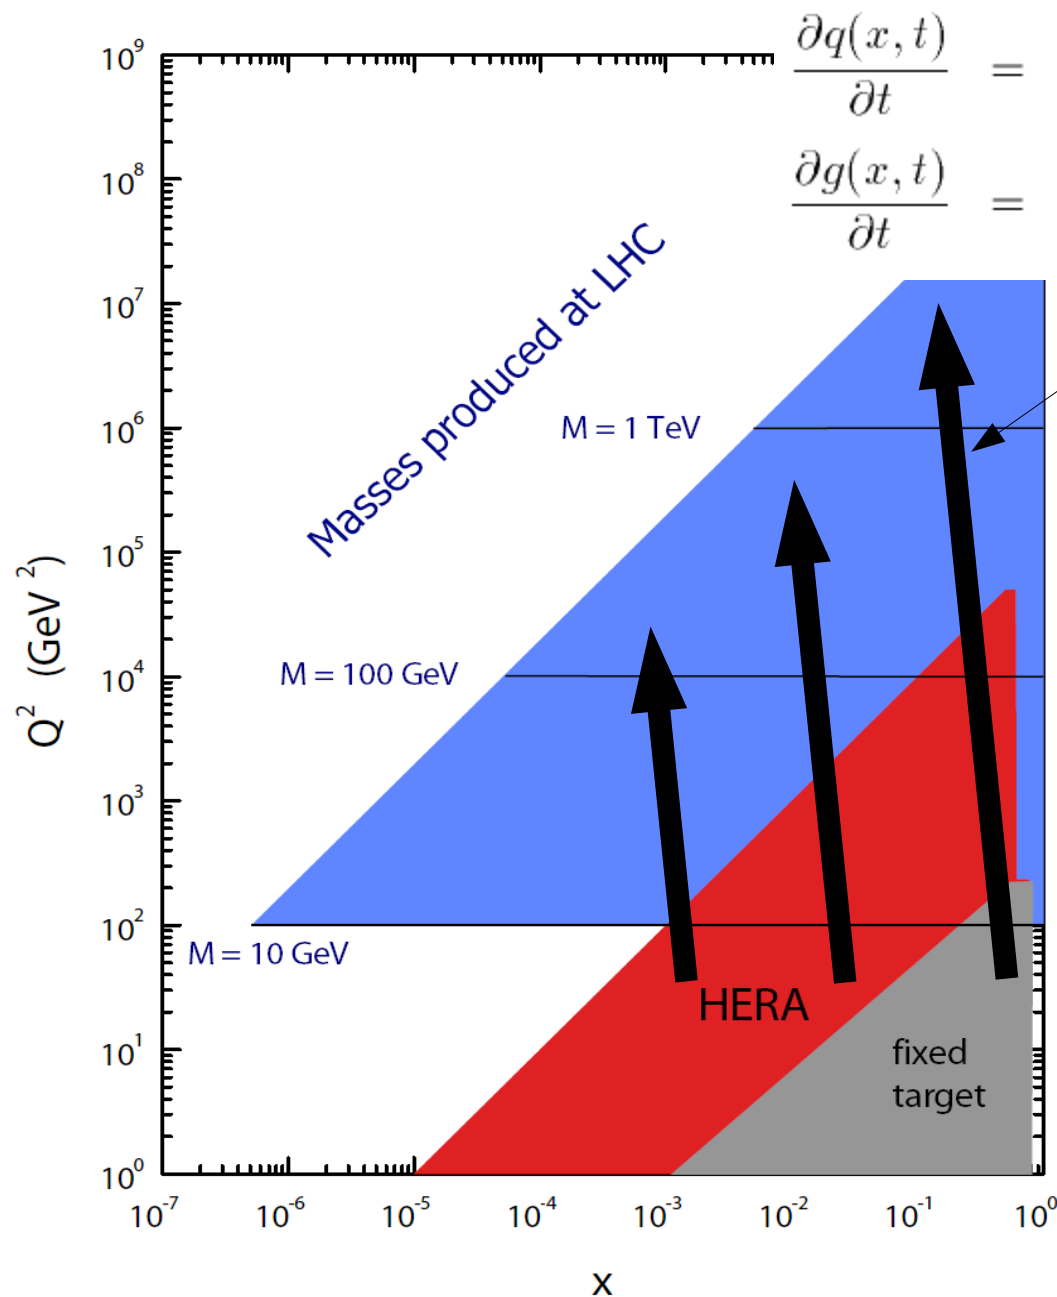 ∂q(x, t)
∂t
=
∂g(x, t)
∂t
=
10⁹
10⁸
10⁷
10⁶
10⁵
10⁴
10³
10²
10¹
10⁰
Q² (GeV²)
Masses produced at LHC
M = 1 TeV
M = 100 GeV
M = 10 GeV
HERA
fixed
target
10⁻⁷ 10⁻⁶ 10⁻⁵ 10⁻⁴ 10⁻³ 10⁻² 10⁻¹ 10⁰
x